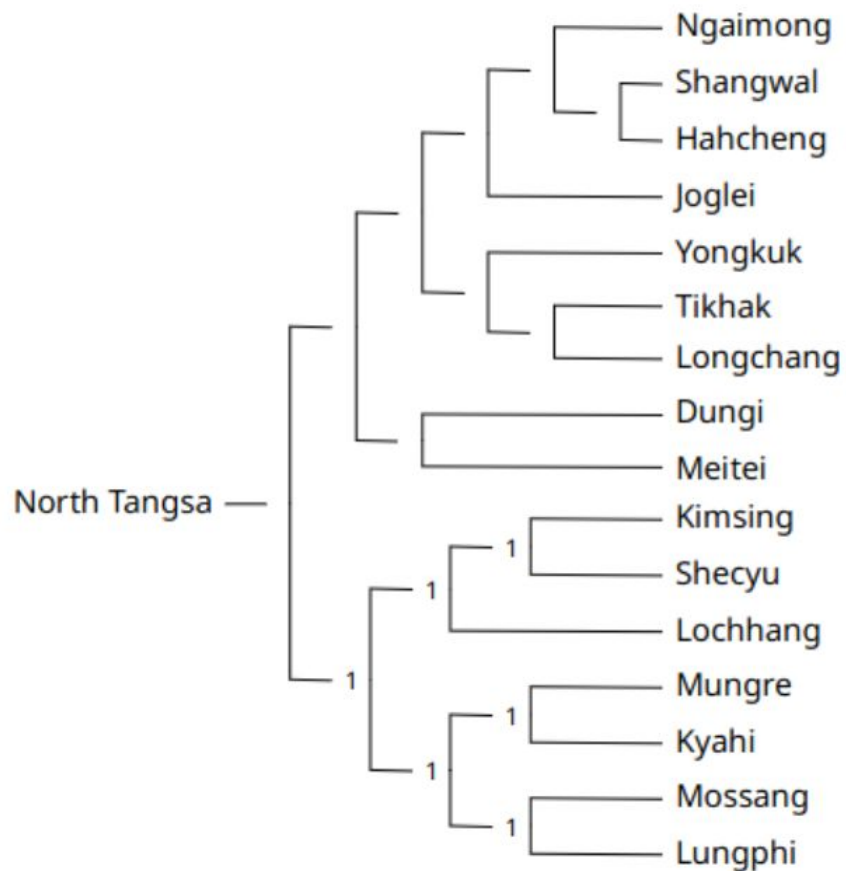 Ngaimong
Shangwal
Hahcheng
Joglei
Yongkuk
Tikhak
Longchang
Dungi
Meitei
North Tangsa
Kimsing
1
Shecyu
1
Lochhang
1
Mungre
1
Kyahi
1
Mossang
1
Lungphi